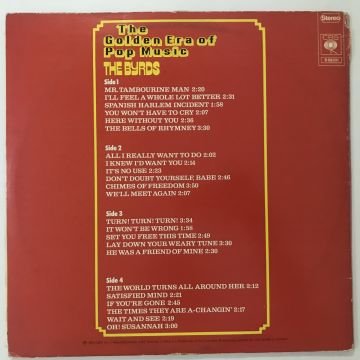 The
Golden Era of
Pop Music
THE BYRDS
Stereo
CBS
Side 1
MR. TAMBOURINE MAN 2:20
I'LL FEEL A WHOLE LOT BETTER 2:31
SPANISH HARLEM INCIDENT 1:58
YOU WON'T HAVE TO CRY 2:07
HERE WITHOUT YOU 2:36
THE BELLS OF RHYMNEY 3:30
Side 2
ALL I REALLY WANT TO DO 2:02
I KNEW I'D WANT YOU 2:14
IT'S NO USE 2:23
DON'T DOUBT YOURSELF, BABE 2:46
CHIMES OF FREEDOM 3:50
WE'LL MEET AGAIN 2:07
Side 3
TURN! TURN! TURN! 3:34
IT WON'T BE WRONG 1:58
SET YOU FREE THIS TIME 2:49
LAY DOWN YOUR WEARY TUNE 3:30
HE WAS A FRIEND OF MINE 2:30
Side 4
THE WORLD TURNS ALL AROUND HER 2:12
SATISFIED MIND 2:21
IF YOU'RE GONE 2:45
THE TIMES THEY ARE A-CHANGIN' 2:17
WAIT AND SEE 2:19
OH! SUSANNAH 3:00